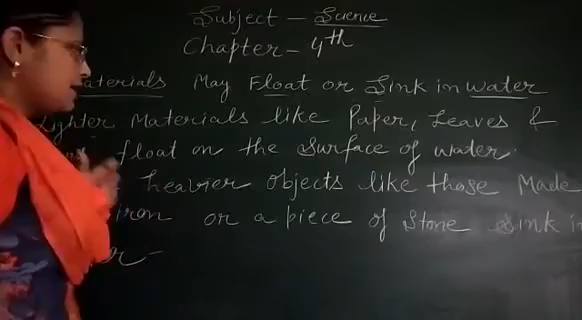 Subject - Science
Chapter - 4th
Materials May Float or Sink in water
Lighter Materials like Paper, Leaves &
float on the surface of water.
heavier objects like those Made
iron or a piece of stone sink in